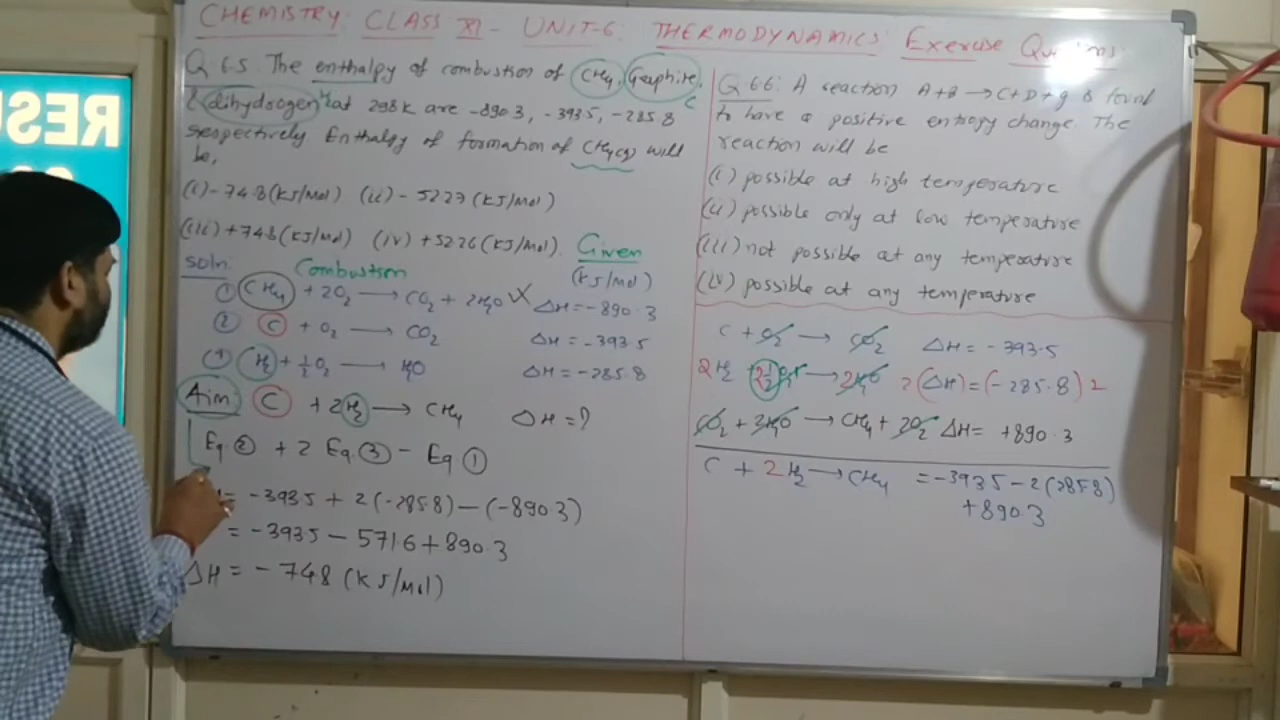 CHEMISTRY: CLASS XI - UNIT-6: THERMODYNAMICS Exercise
Q 6.5 The enthalpy of combustion of CH4, Graphite,
C
& dihydrogen H2 at 298K are -890.3, -393.5, -285.8
respectively Enthalpy of formation of CH4(g) will
be,
(i) -74.8(KJ/Mol) (ii) -52.27(KJ/Mol)
(iii) +74.8(KJ/Mol) (iv) +52.26(KJ/Mol).
Soln. Combustion Given
(KJ/mol)
① CH4 + 2O2 → CO2 + 2H2O ΔH = -890.3
② C + O2 → CO2 ΔH = -393.5
H2 + 1/2 O2 → H2O ΔH = -285.8
Aim C + 2H2 → CH4 ΔH = ?
Eq.② + 2 Eq.③ - Eq.①
= -393.5 + 2(-285.8) - (-890.3)
= -393.5 - 571.6 + 890.3
ΔH = -74.8 (KJ/Mol)
Q 6.6: A reaction A+B → C+D+q is found
to have a positive entropy change. The
reaction will be
(i) possible at high temperature
(ii) possible only at low temperature
(iii) not possible at any temperature
(iv) possible at any temperature
C + O2 → CO2 ΔH = -393.5
2H2 + 2 1/2 O2 → 2H2O 2(ΔH) = (-285.8)2
CO2 + 2H2O → CH4 + 2O2 ΔH = +890.3
C + 2H2 → CH4 = -393.5 - 2(285.8)
+890.3
RESU